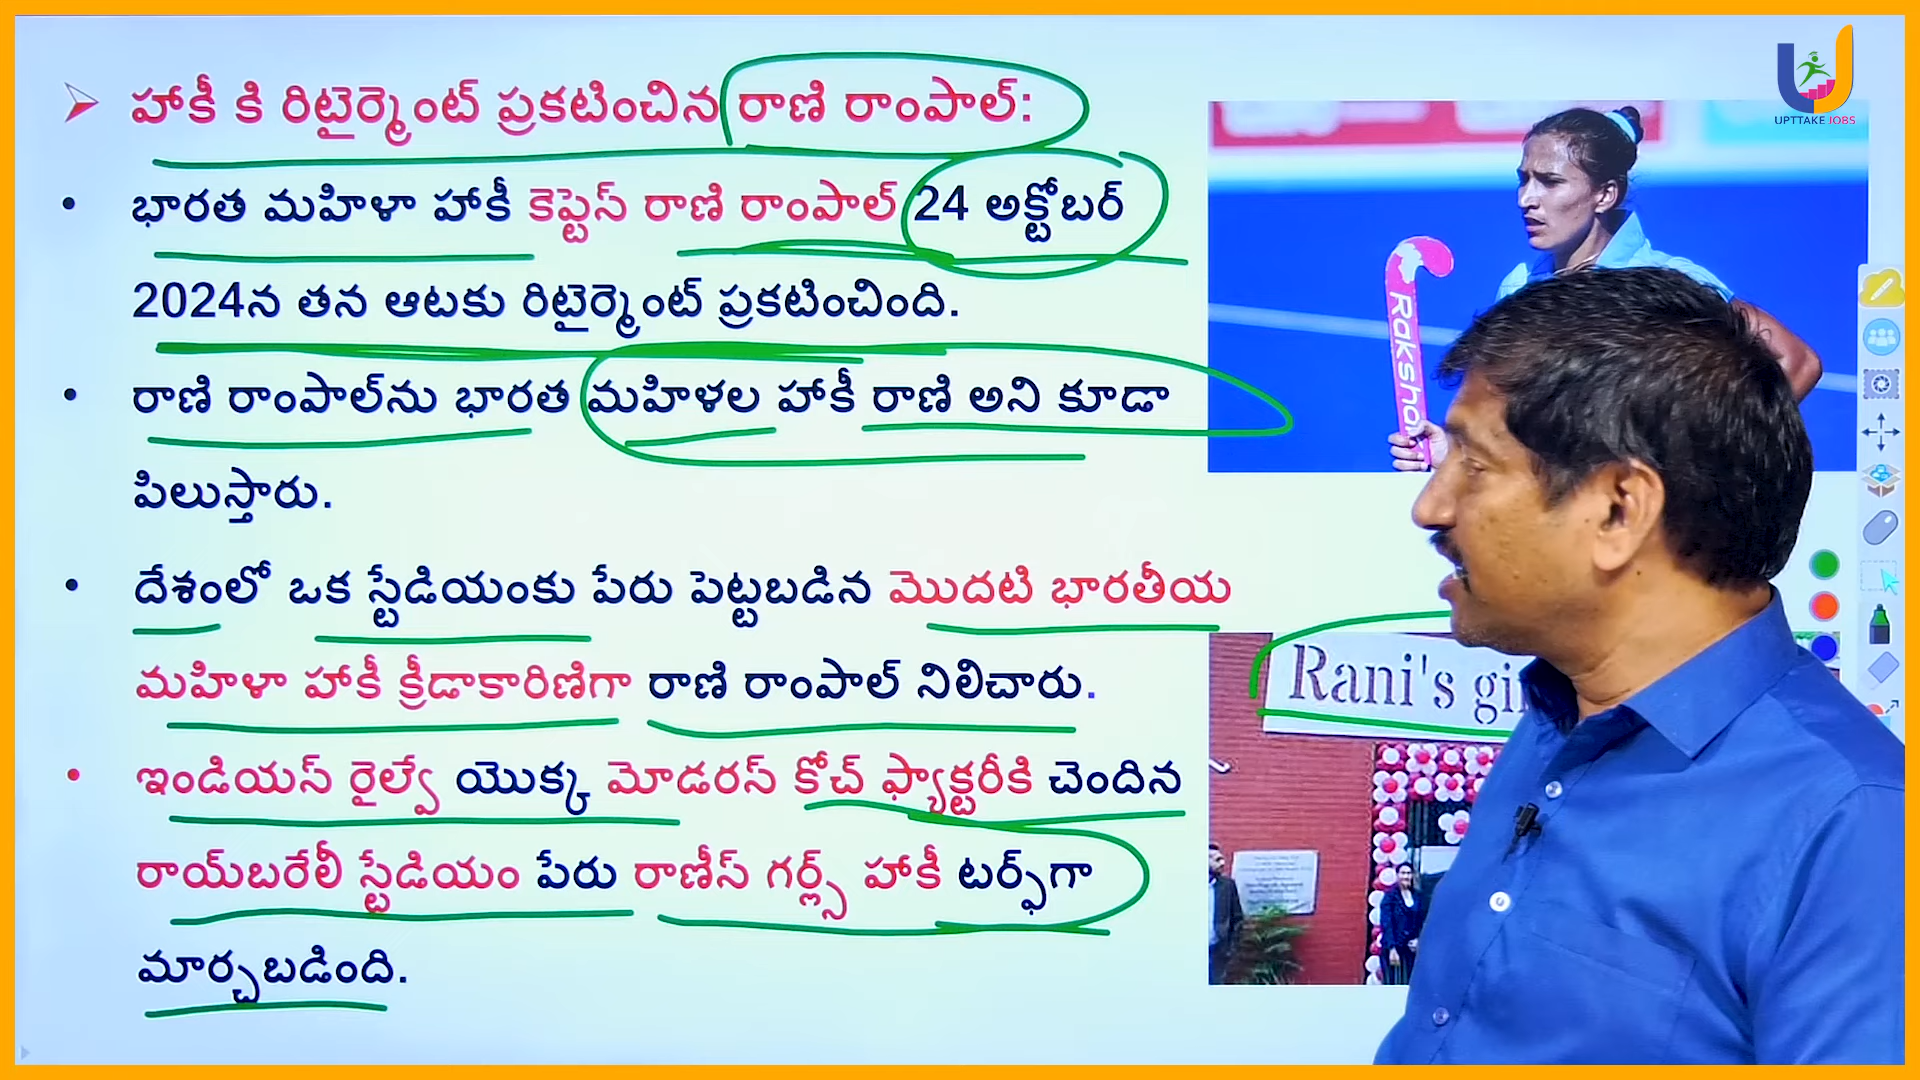 హాకీ కి రిటైర్మెంట్ ప్రకటించిన రాణి రాంపాల్:
భారత మహిళా హాకీ కెప్టెన్ రాణి రాంపాల్ 24 అక్టోబర్
2024న తన ఆటకు రిటైర్మెంట్ ప్రకటించింది.
రాణి రాంపాల్‌ను భారత మహిళల హాకీ రాణి అని కూడా
పిలుస్తారు.
దేశంలో ఒక స్టేడియంకు పేరు పెట్టబడిన మొదటి భారతీయ
మహిళా హాకీ క్రీడాకారిణిగా రాణి రాంపాల్ నిలిచారు.
ఇండియన్ రైల్వే యొక్క మోడరన్ కోచ్ ఫ్యాక్టరీకి చెందిన
రాయ్‌బరేలీ స్టేడియం పేరు రాణీస్ గర్ల్స్ హాకీ టర్ఫ్‌గా
మార్చబడింది.
UPTTAKE JOBS
Raksha
Rani's gi